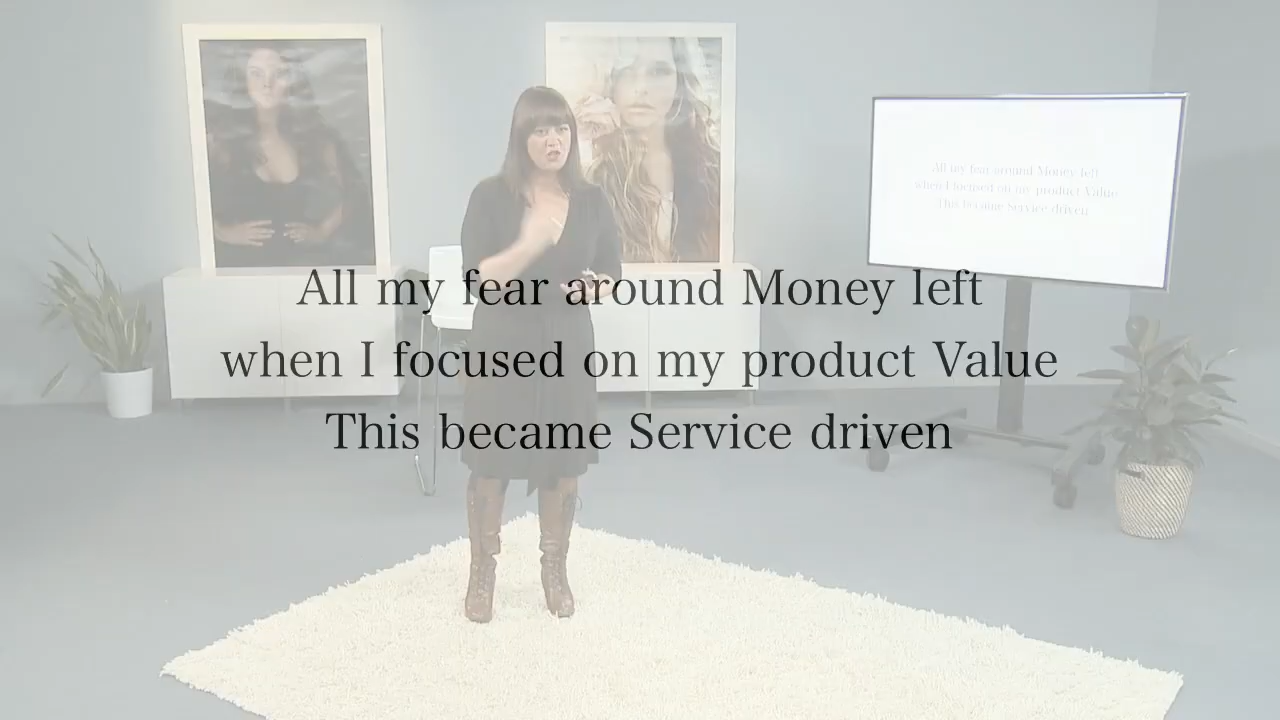 All my fear around Money left
when I focused on my product Value
This became Service driven
All my fear around Money left
when I focused on my product Value
This became Service driven